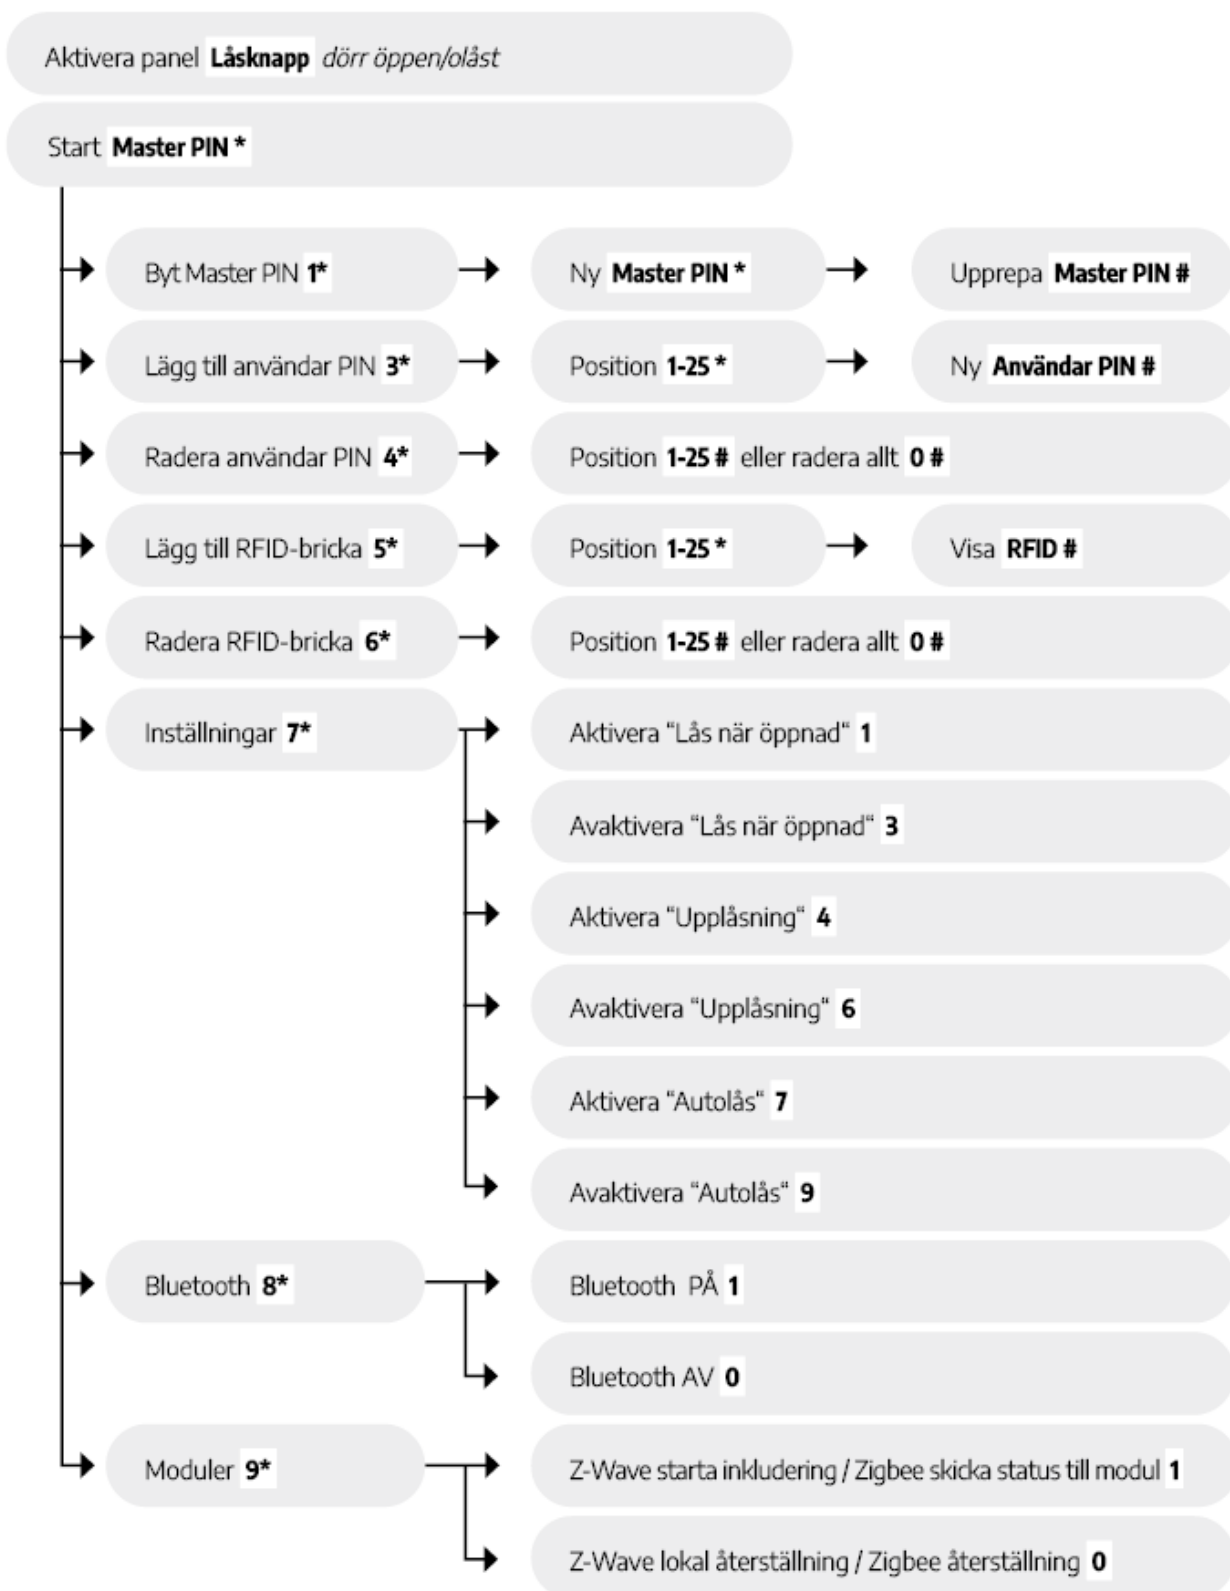 Aktivera panel Låsknapp dörr öppen/olåst
Start Master PIN *
Byt Master PIN 1* Ny Master PIN * Upprepa Master PIN #
Lägg till användar PIN 3* Position 1-25 * Ny Användar PIN #
Radera användar PIN 4* Position 1-25 # eller radera allt 0 #
Lägg till RFID-bricka 5* Position 1-25 * Visa RFID #
Radera RFID-bricka 6* Position 1-25 # eller radera allt 0 #
Inställningar 7* Aktivera “Lås när öppnad“ 1
Avaktivera “Lås när öppnad“ 3
Aktivera “Upplåsning“ 4
Avaktivera “Upplåsning“ 6
Aktivera “Autolås“ 7
Avaktivera “Autolås“ 9
Bluetooth 8* Bluetooth PÅ 1
Bluetooth AV 0
Moduler 9* Z-Wave starta inkludering / Zigbee skicka status till modul 1
Z-Wave lokal återställning / Zigbee återställning 0